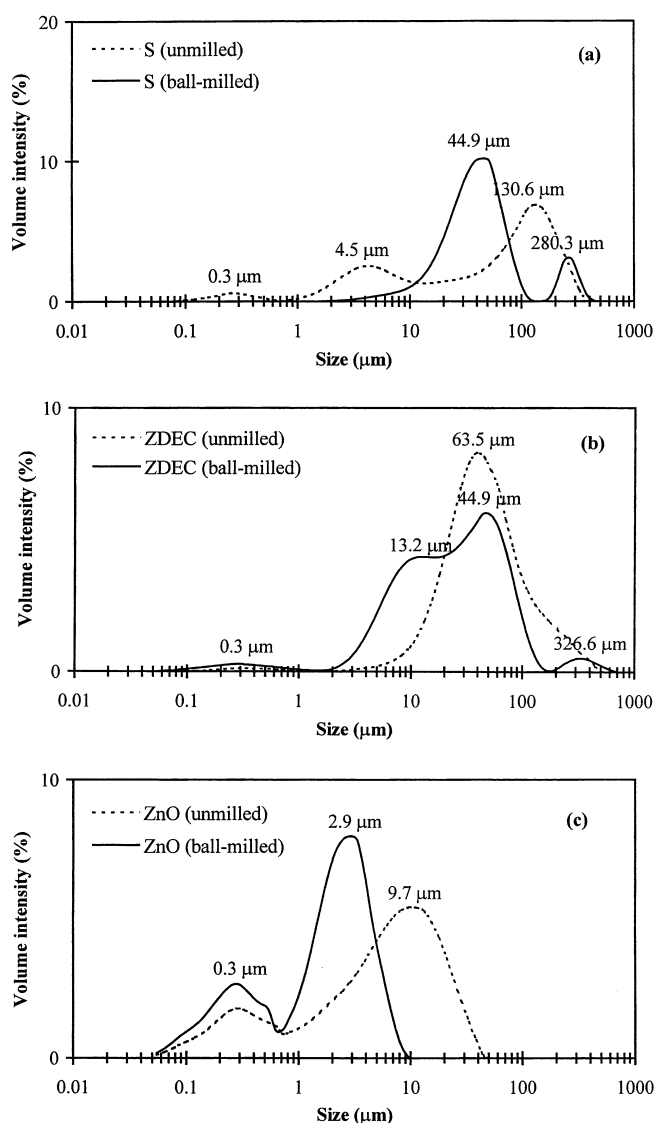 20
S (unmilled)
(a)
S (ball-milled)
44.9 μm
10
130.6 μm
280.3 μm
4.5 μm
0.3 μm
0
0.01 0.1 1 10 100 1000
Size (μm)
Volume intensity (%)
10
ZDEC (unmilled)
63.5 μm
(b)
ZDEC (ball-milled)
44.9 μm
13.2 μm
0.3 μm
326.6 μm
0
0.01 0.1 1 10 100 1000
Size (μm)
Volume intensity (%)
10
ZnO (unmilled)
2.9 μm
(c)
ZnO (ball-milled)
9.7 μm
0.3 μm
0
0.01 0.1 1 10 100 1000
Size (μm)
Volume intensity (%)